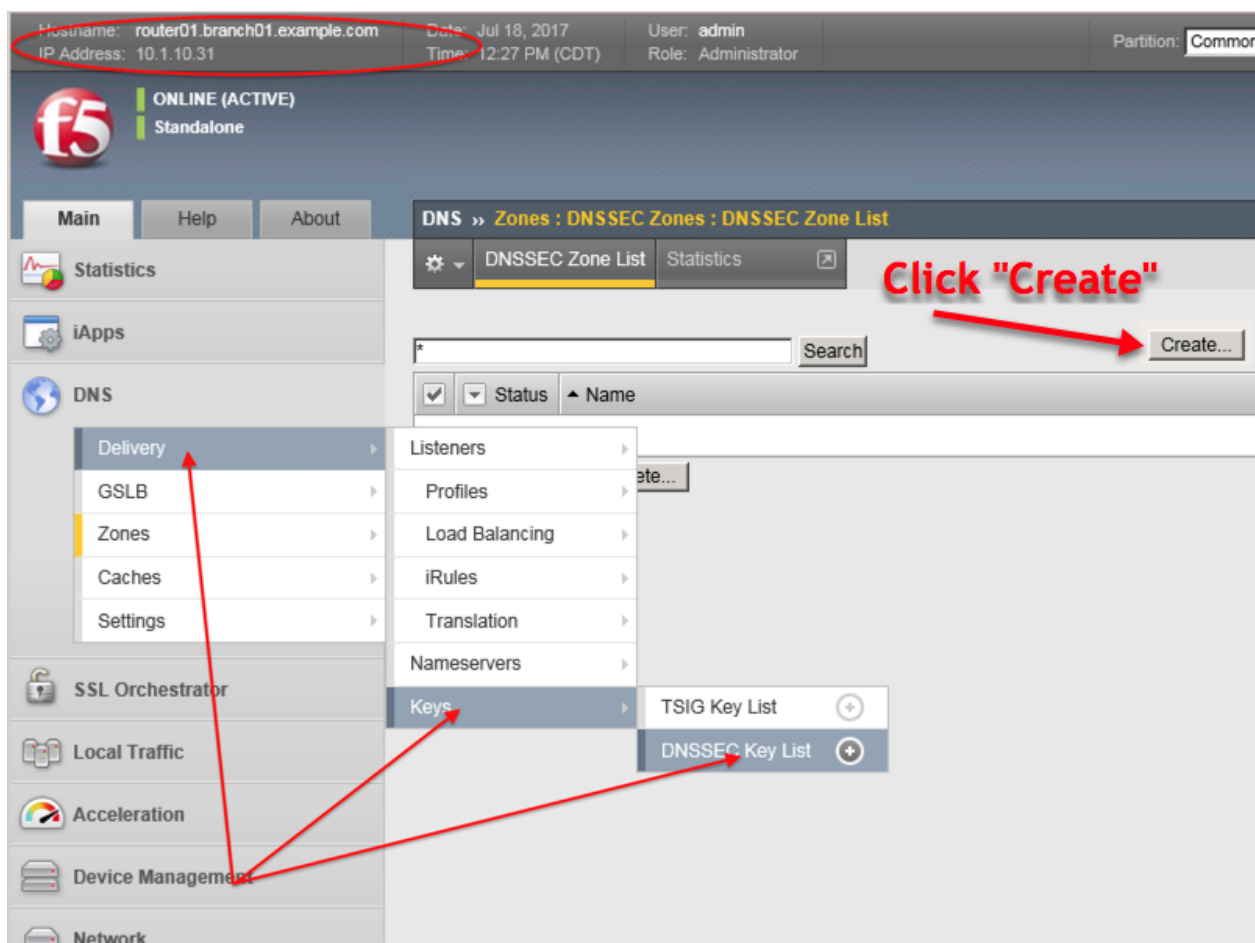 Hostname: router01.branch01.example.com Date: Jul 18, 2017 User: admin
IP Address: 10.1.10.31 Time: 12:27 PM (CDT) Role: Administrator
Partition: Common
f5
ONLINE (ACTIVE)
Standalone
Main Help About
DNS » Zones : DNSSEC Zones : DNSSEC Zone List
DNSSEC Zone List Statistics
Click "Create"
* Search Create...
Status Name
ete...
Statistics
iApps
DNS
Delivery
GSLB
Zones
Caches
Settings
Listeners
Profiles
Load Balancing
iRules
Translation
Nameservers
Keys
TSIG Key List
DNSSEC Key List
SSL Orchestrator
Local Traffic
Acceleration
Device Management
Network